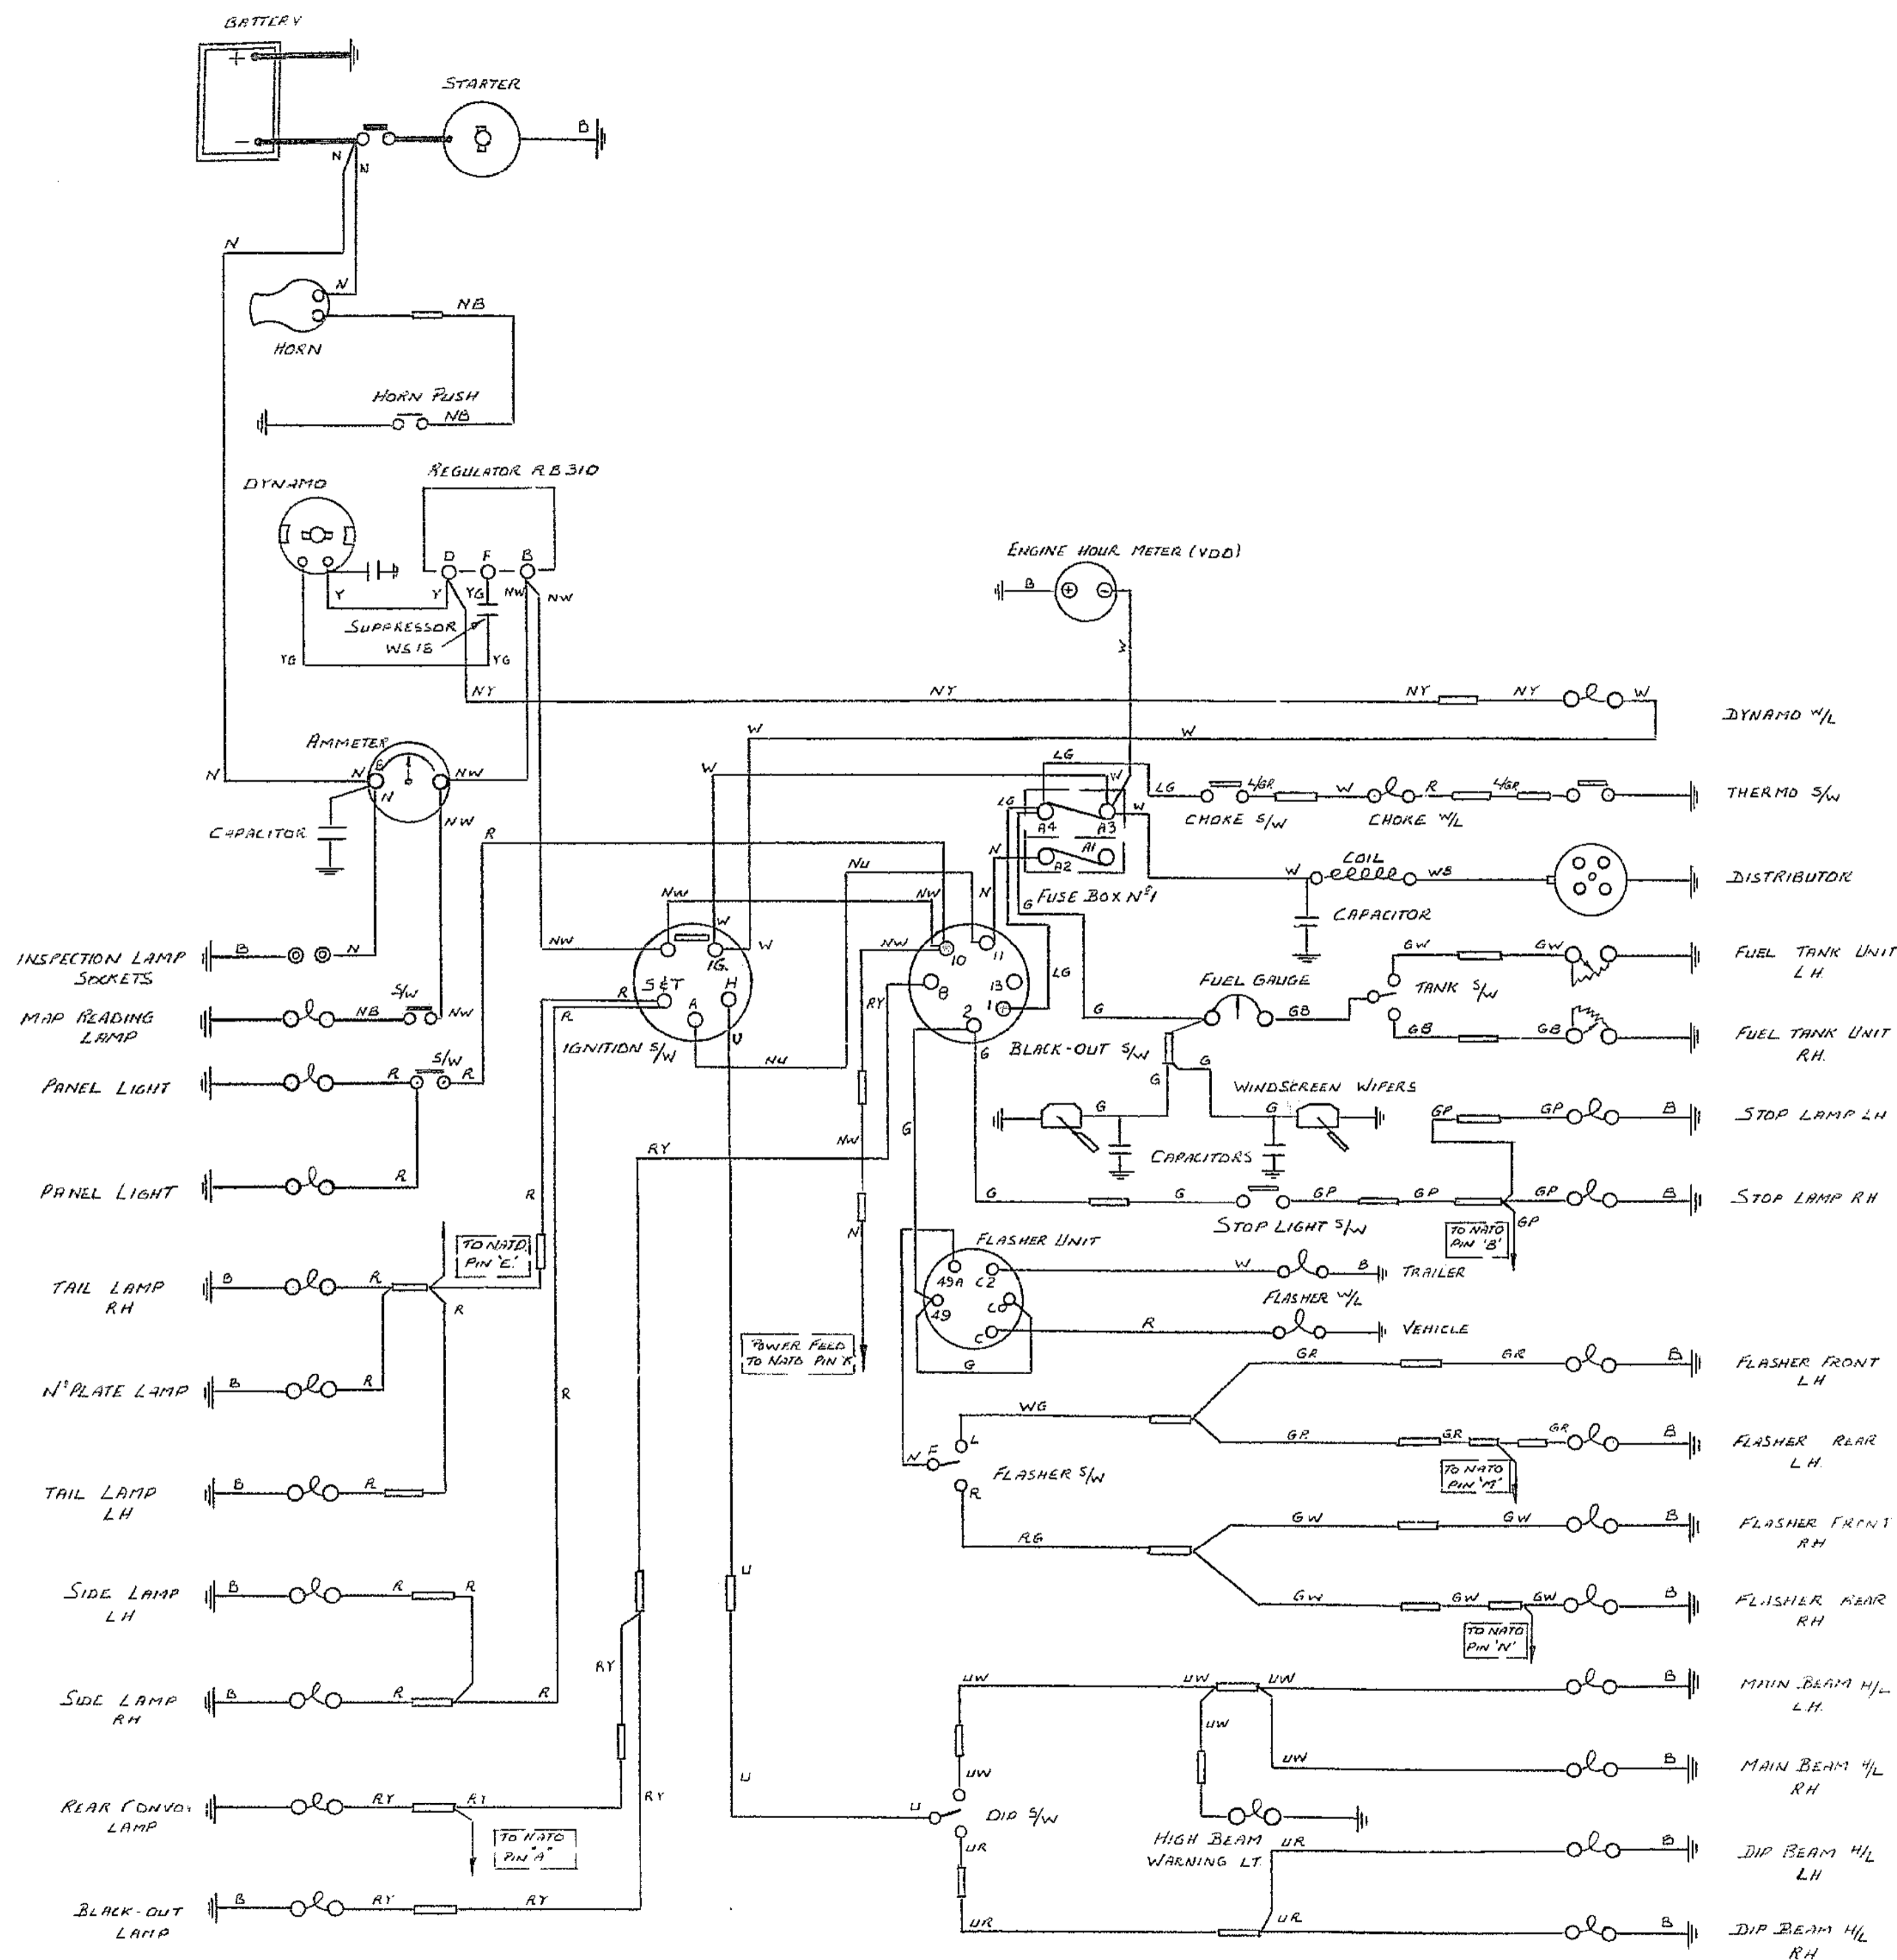 BATTERY
+
-
STARTER
B
N
N
N
N
HORN
NB
HORN PUSH
NB
REGULATOR RB310
DYNAMO
D F B
Y
Y YG NW NW
SUPPRESSOR
WS18
YG YG
ENGINE HOUR METER (VDO)
B + -
W
NY NY NY NY W
DYNAMO W/L
W W
AMMETER
N B NW
N
NW
CAPACITOR
R
W
LG W
LG A4 A3 W
A2 A1
FUSE BOX Nº1
LG L/GR W R L/GR
CHOKE S/W CHOKE W/L
THERMO S/W
W COIL WB
DISTRIBUTOR
CAPACITOR
N
N
NU
NW NW
G
LG
INSPECTION LAMP
SOCKETS
B N
NW W W
IG.
S&T H
A
R
R
U
IGNITION S/W
NU
NW
RY
10 11
8 13
2 1
G
BLACK-OUT S/W
FUEL GAUGE
G GB
TANK S/W
GW GW
FUEL TANK UNIT
L H.
GB GB
FUEL TANK UNIT
RH.
MAP READING
LAMP
NB S/W NW
PANEL LIGHT
R S/W R
G G
WINDSCREEN WIPERS
G G
CAPACITORS
GP GP B
STOP LAMP LH
NW
RY
G
PANEL LIGHT
R
R
G G GP GP GP B
STOP LAMP RH
STOP LIGHT S/W
TO NATO
PIN 'B'
GP
TO NATO
PIN 'E'
N
FLASHER UNIT
49A C2
49
C
W B
TRAILER
FLASHER W/L
R
VEHICLE
G
TAIL LAMP
RH
B R
R
POWER FEED
TO NATO PIN 'K'
GR GR B
FLASHER FRONT
L H
Nº PLATE LAMP
B R
R
WG
L
N F
FLASHER S/W
R
GR GR B
FLASHER REAR
L H.
TO NATO
PIN 'M'
TAIL LAMP
L H
B R
GW GW B
FLASHER FRONT
RH
RG
SIDE LAMP
L H
B R R
U
GW GW GW B
FLASHER REAR
RH
TO NATO
PIN 'N'
SIDE LAMP
RH
B R R
RY
UW UW UW B
MAIN BEAM H/L
L.H.
UW
UW
UW B
MAIN BEAM H/L
RH
REAR CONVOY
LAMP
RY RY
RY
U
U DIP S/W
TO NATO
PIN "A"
UR
HIGH BEAM
WARNING LT.
UR B
DIP BEAM H/L
LH
BLACK-OUT
LAMP
B RY RY
UR UR B
DIP BEAM H/L
RH